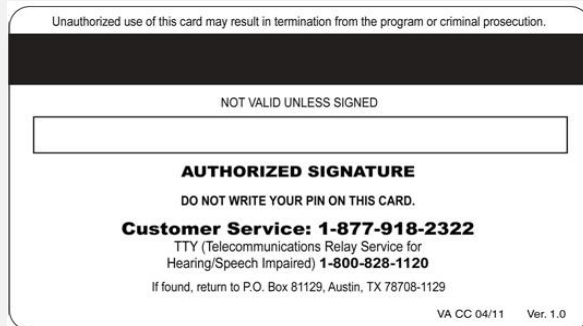 Unauthorized use of this card may result in termination from the program or criminal prosecution.
NOT VALID UNLESS SIGNED
AUTHORIZED SIGNATURE
DO NOT WRITE YOUR PIN ON THIS CARD.
Customer Service: 1-877-918-2322
TTY (Telecommunications Relay Service for
Hearing/Speech Impaired) 1-800-828-1120
If found, return to P.O. Box 81129, Austin, TX 78708-1129
VA CC 04/11 Ver. 1.0